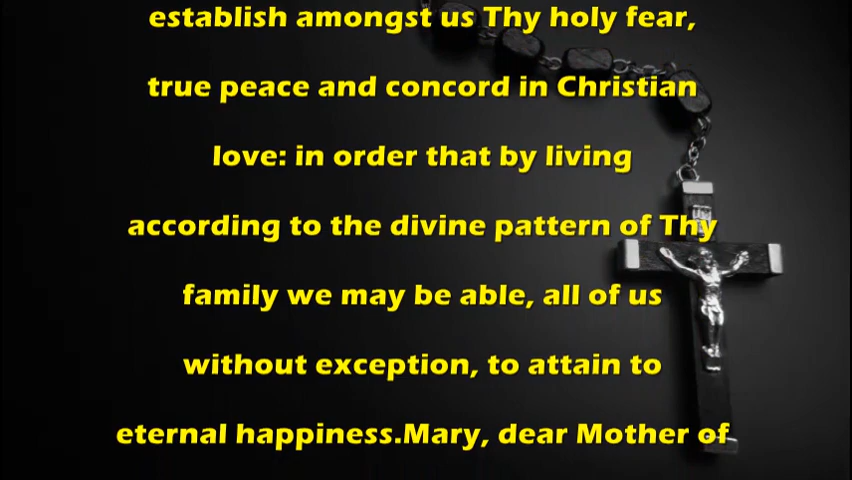 establish amongst us Thy holy fear,
true peace and concord in Christian
love: in order that by living
according to the divine pattern of Thy
family we may be able, all of us
without exception, to attain to
eternal happiness.Mary, dear Mother of